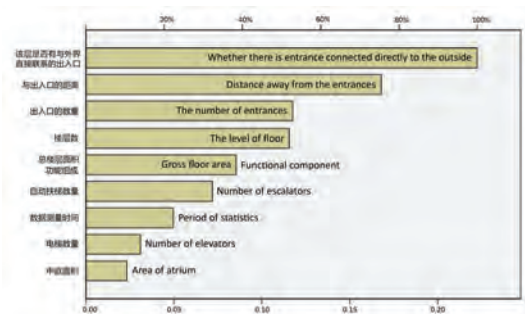 20%
40%
60%
80%
100%
该层是否有与外界
直接联系的出入口
Whether there is entrance connected directly to the outside
与出入口的距离
Distance away from the entrances
出入口的数量
The number of entrances
楼层数
The level of floor
总楼层面积
功能组成
Gross floor area
Functional component
自动扶梯数量
Number of escalators
数据测量时间
Period of statistics
电梯数量
Number of elevators
中庭面积
Area of atrium
0.00
0.05
0.10
0.15
0.20